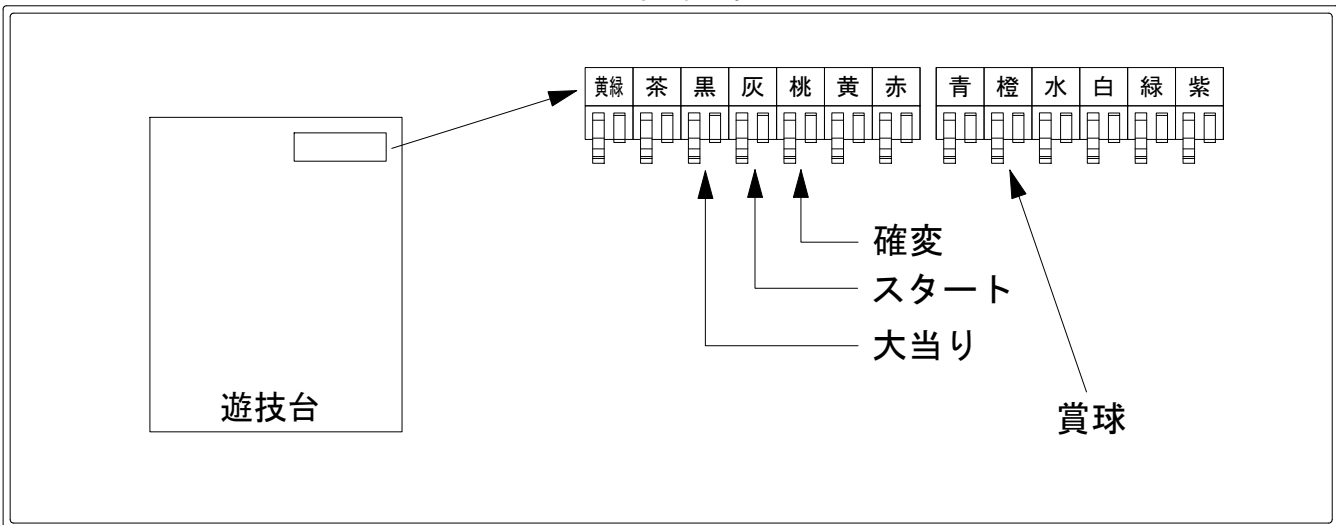 黄緑 茶 黒 灰 桃 黄 赤 青 橙 水 白 緑 紫
確変
スタート
大当り
遊技台
賞球